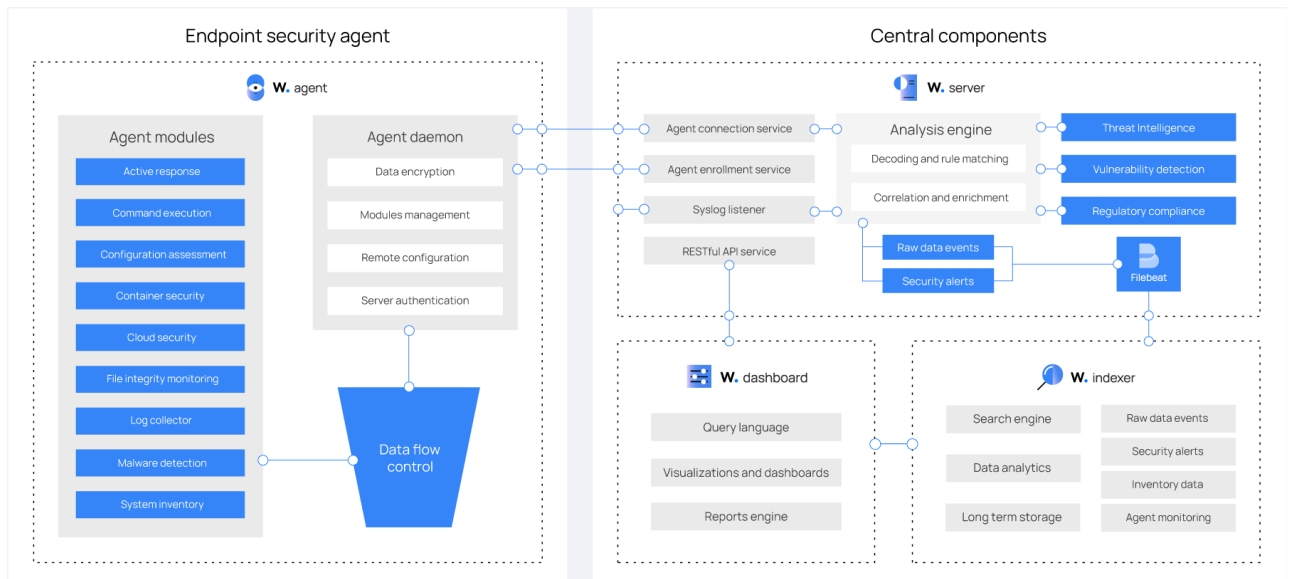 Endpoint security agent
W. agent
Agent modules
Active response
Command execution
Configuration assessment
Container security
Cloud security
File integrity monitoring
Log collector
Malware detection
System inventory
Agent daemon
Data encryption
Modules management
Remote configuration
Server authentication
Data flow
control
Central components
W. server
Agent connection service
Agent enrollment service
Syslog listener
RESTful API service
Analysis engine
Decoding and rule matching
Correlation and enrichment
Threat Intelligence
Vulnerability detection
Regulatory compliance
Raw data events
Security alerts
Filebeat
W. dashboard
Query language
Visualizations and dashboards
Reports engine
W. indexer
Search engine
Data analytics
Long term storage
Raw data events
Security alerts
Inventory data
Agent monitoring